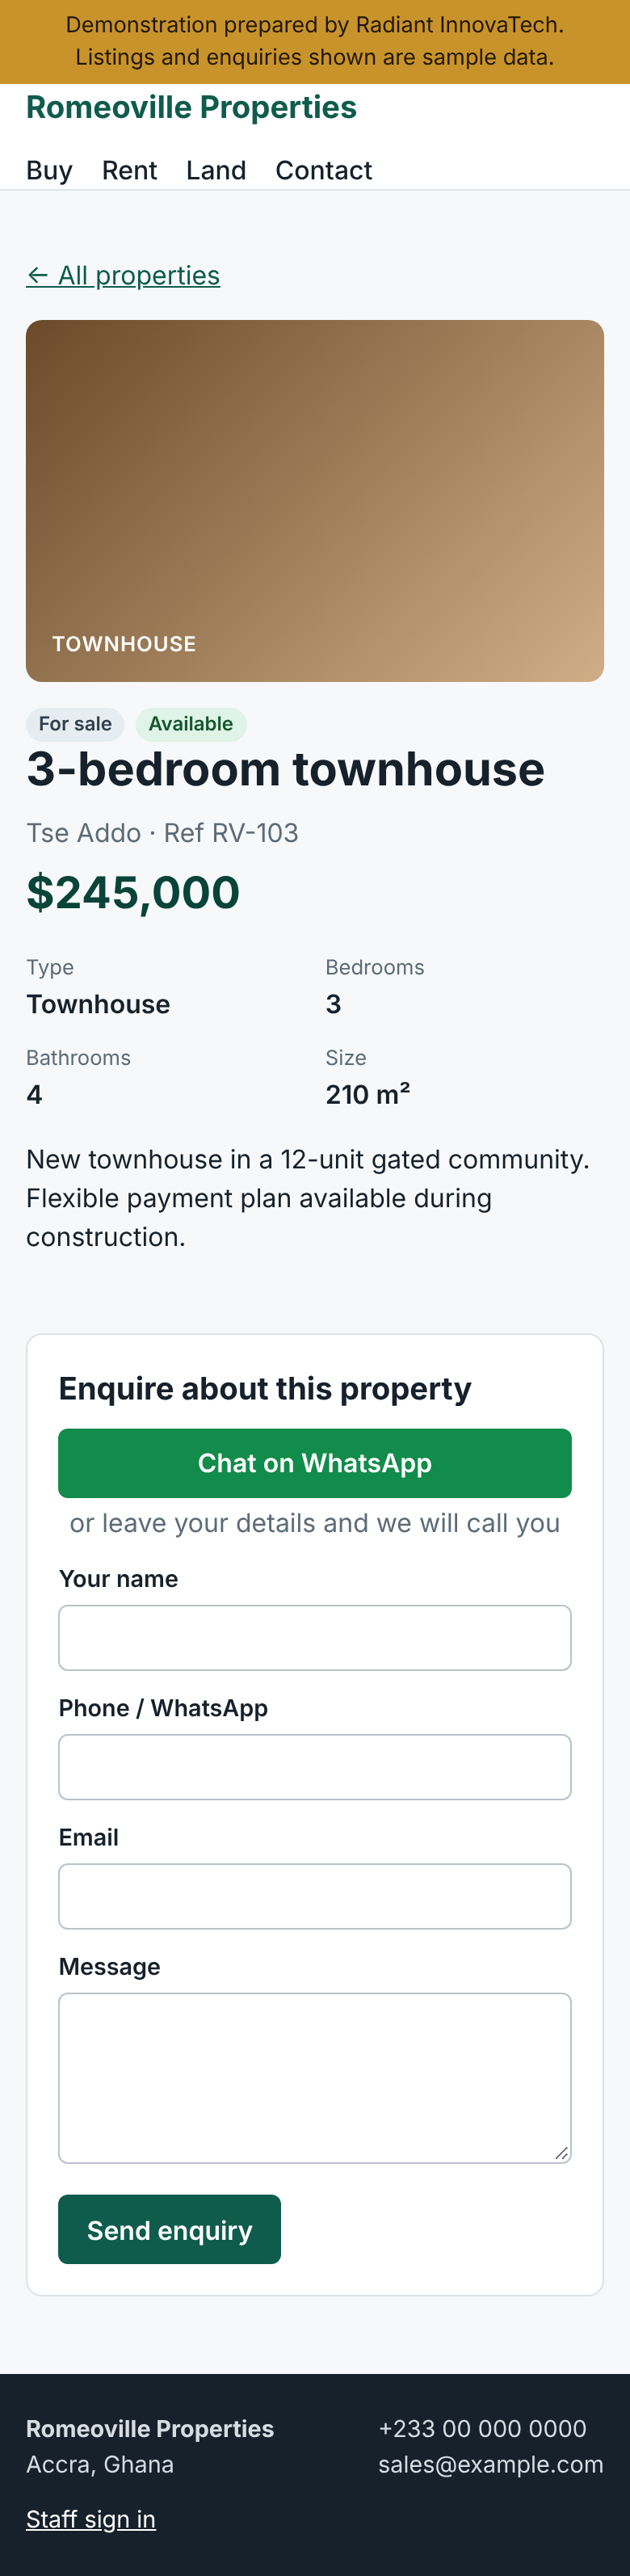 Demonstration prepared by Radiant InnovaTech.
Listings and enquiries shown are sample data.
Romeoville Properties
Buy Rent Land Contact
← All properties
TOWNHOUSE
For sale Available
3-bedroom townhouse
Tse Addo · Ref RV-103
$245,000
Type Bedrooms
Townhouse 3
Bathrooms Size
4 210 m²
New townhouse in a 12-unit gated community.
Flexible payment plan available during
construction.
Enquire about this property
Chat on WhatsApp
or leave your details and we will call you
Your name
Phone / WhatsApp
Email
Message
Send enquiry
Romeoville Properties +233 00 000 0000
Accra, Ghana sales@example.com
Staff sign in